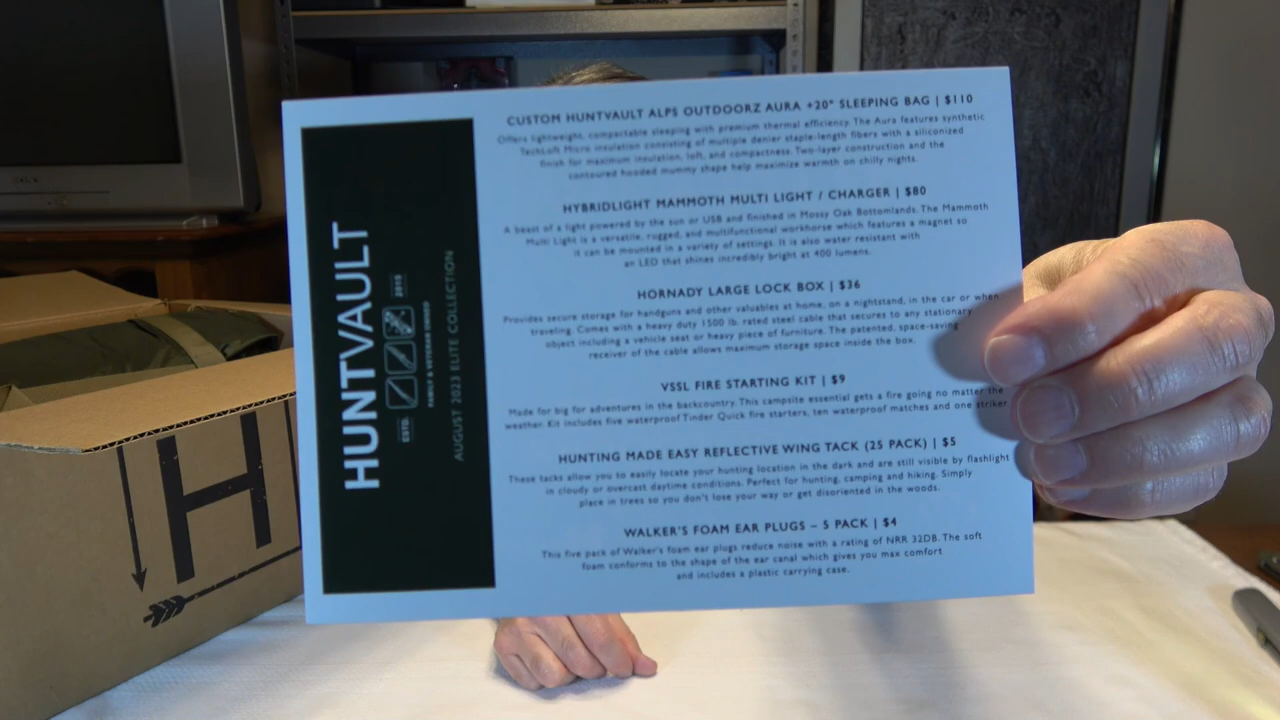 CUSTOM HUNTVAULT ALPS OUTDOORZ AURA +20° SLEEPING BAG | $110
Offers lightweight, compactable sleeping with premium thermal efficiency. The Aura features synthetic
TechLoft Micro insulation consisting of multiple denier staple-length fibers with a siliconized
finish for maximum insulation, loft, and compactness. Two-layer construction and the
contoured hooded mummy shape help maximize warmth on chilly nights.
HYBRIDLIGHT MAMMOTH MULTI LIGHT / CHARGER | $80
A beast of a light powered by the sun or USB and finished in Mossy Oak Bottomlands. The Mammoth
Multi Light is a versatile, rugged, and multifunctional workhorse which features a magnet so
it can be mounted in a variety of settings. It is also water resistant with
an LED that shines incredibly bright at 400 lumens.
HORNADY LARGE LOCK BOX | $36
Provides secure storage for handguns and other valuables at home, on a nightstand, in the car or when
traveling. Comes with a heavy duty 1500 lb. rated steel cable that secures to any stationary
object including a vehicle seat or heavy piece of furniture. The patented, space-saving
receiver of the cable allows maximum storage space inside the box.
VSSL FIRE STARTING KIT | $9
Made for big for adventures in the backcountry. This campsite essential gets a fire going no matter the
weather. Kit includes five waterproof Tinder Quick fire starters, ten waterproof matches and one striker.
HUNTING MADE EASY REFLECTIVE WING TACK (25 PACK) | $5
These tacks allow you to easily locate your hunting location in the dark and are still visible by flashlight
in cloudy or overcast daytime conditions. Perfect for hunting, camping and hiking. Simply
place in trees so you don't lose your way or get disoriented in the woods.
WALKER'S FOAM EAR PLUGS – 5 PACK | $4
This five pack of Walker's foam ear plugs reduce noise with a rating of NRR 32DB. The soft
foam conforms to the shape of the ear canal which gives you max comfort
and includes a plastic carrying case.
HUNTVAULT
ESTD. 2015
FAMILY & VETERAN OWNED
AUGUST 2023 ELITE COLLECTION
H